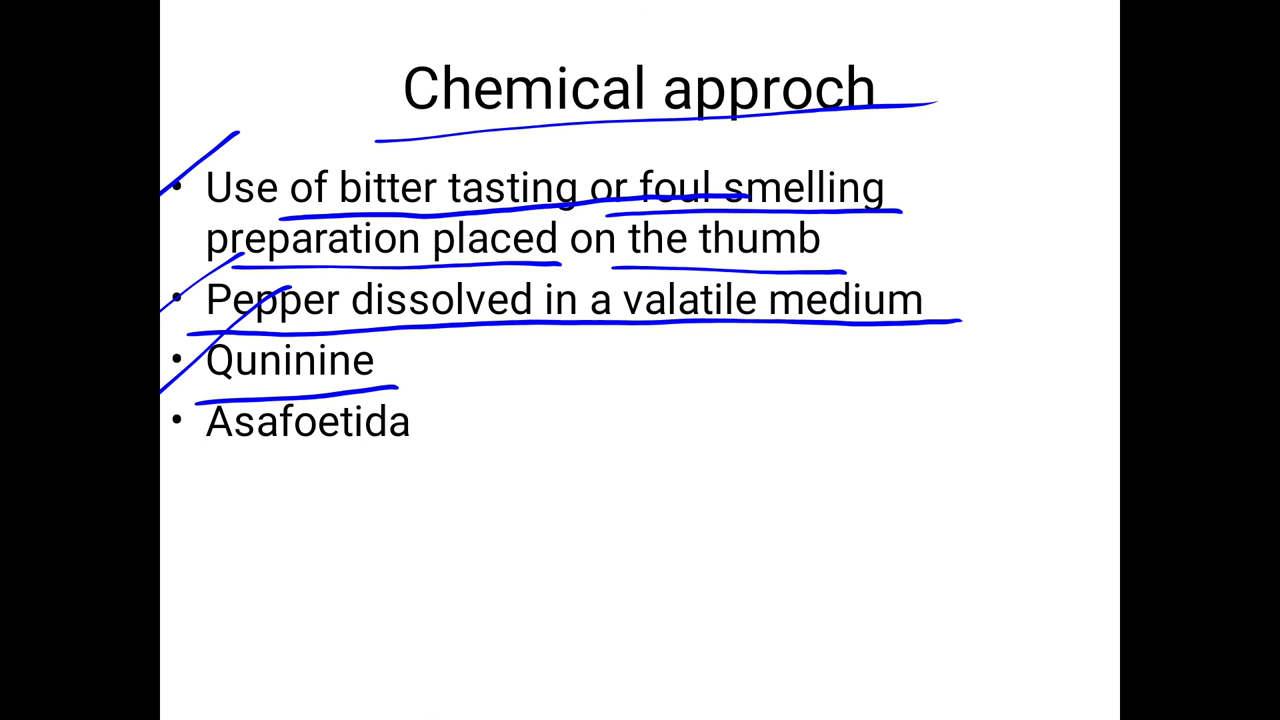 Chemical approch
• Use of bitter tasting or foul smelling
preparation placed on the thumb
• Pepper dissolved in a valatile medium
• Quninine
• Asafoetida